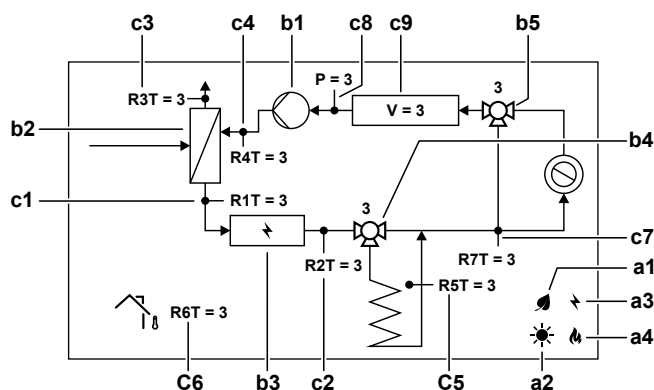 c3 c4 b1 c8 c9 b5
P = 3
R3T = 3
3
V = 3
b2
b4
R4T = 3
c1
R1T = 3
3
c7
R2T = 3
R7T = 3
a1
R5T = 3
a3
R6T = 3
a4
C6 b3 c2 C5 a2